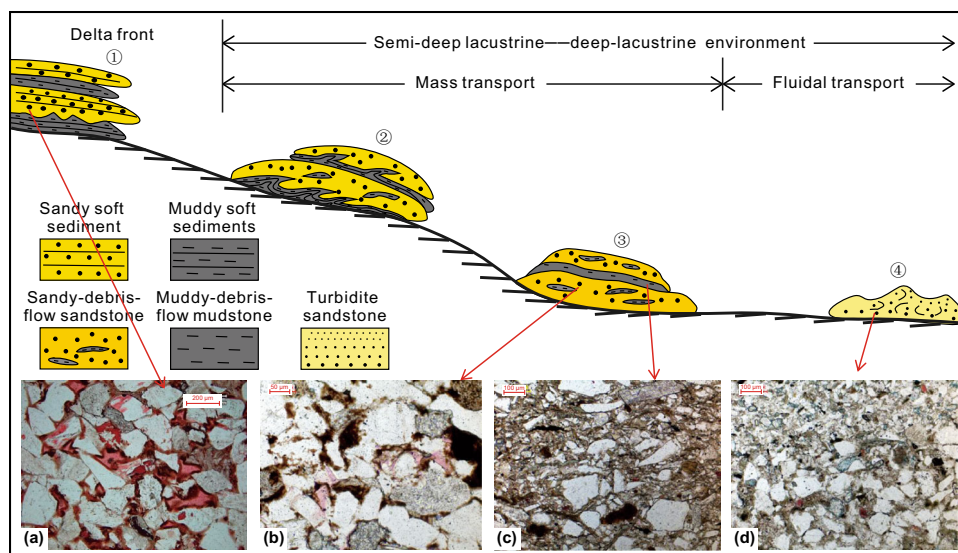 Delta front
①
Semi-deep lacustrine——deep-lacustrine environment
Mass transport
Fluidal transport
②
③
④
Sandy soft
sediment
Muddy soft
sediments
Sandy-debris-
flow sandstone
Muddy-debris-
flow mudstone
Turbidite
sandstone
200 μm
(a)
50 μm
(b)
100 μm
(c)
100 μm
(d)